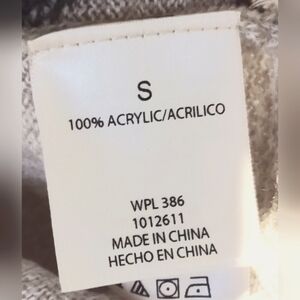 S
100% ACRYLIC/ACRILICO
WPL 386
1012611
MADE IN CHINA
HECHO EN CHINA